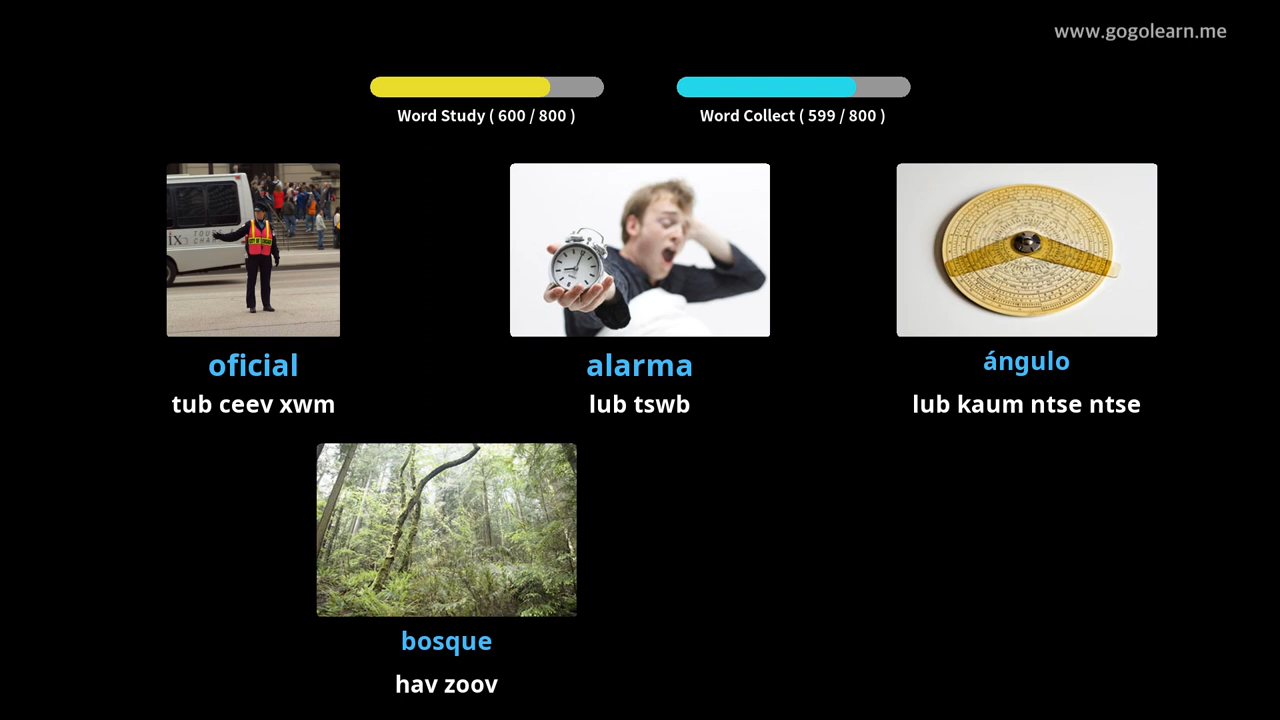 www.gogolearn.me
Word Study ( 600 / 800 )
Word Collect ( 599 / 800 )
oficial
alarma
ángulo
tub ceev xwm
lub tswb
lub kaum ntse ntse
bosque
hav zoov